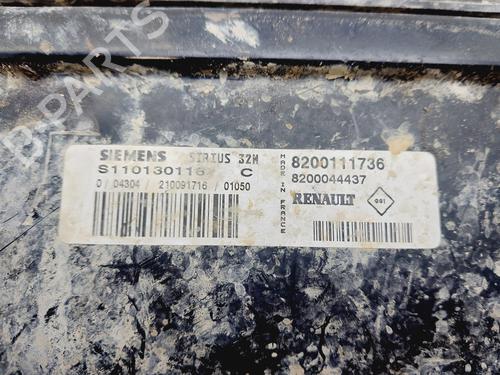 B-PARTS
SIEMENS SIRIUS 32N
S110130116 C
0 / 04304 / 210091716 / 01050
MADE IN FRANCE
8200111736
8200044437
RENAULT